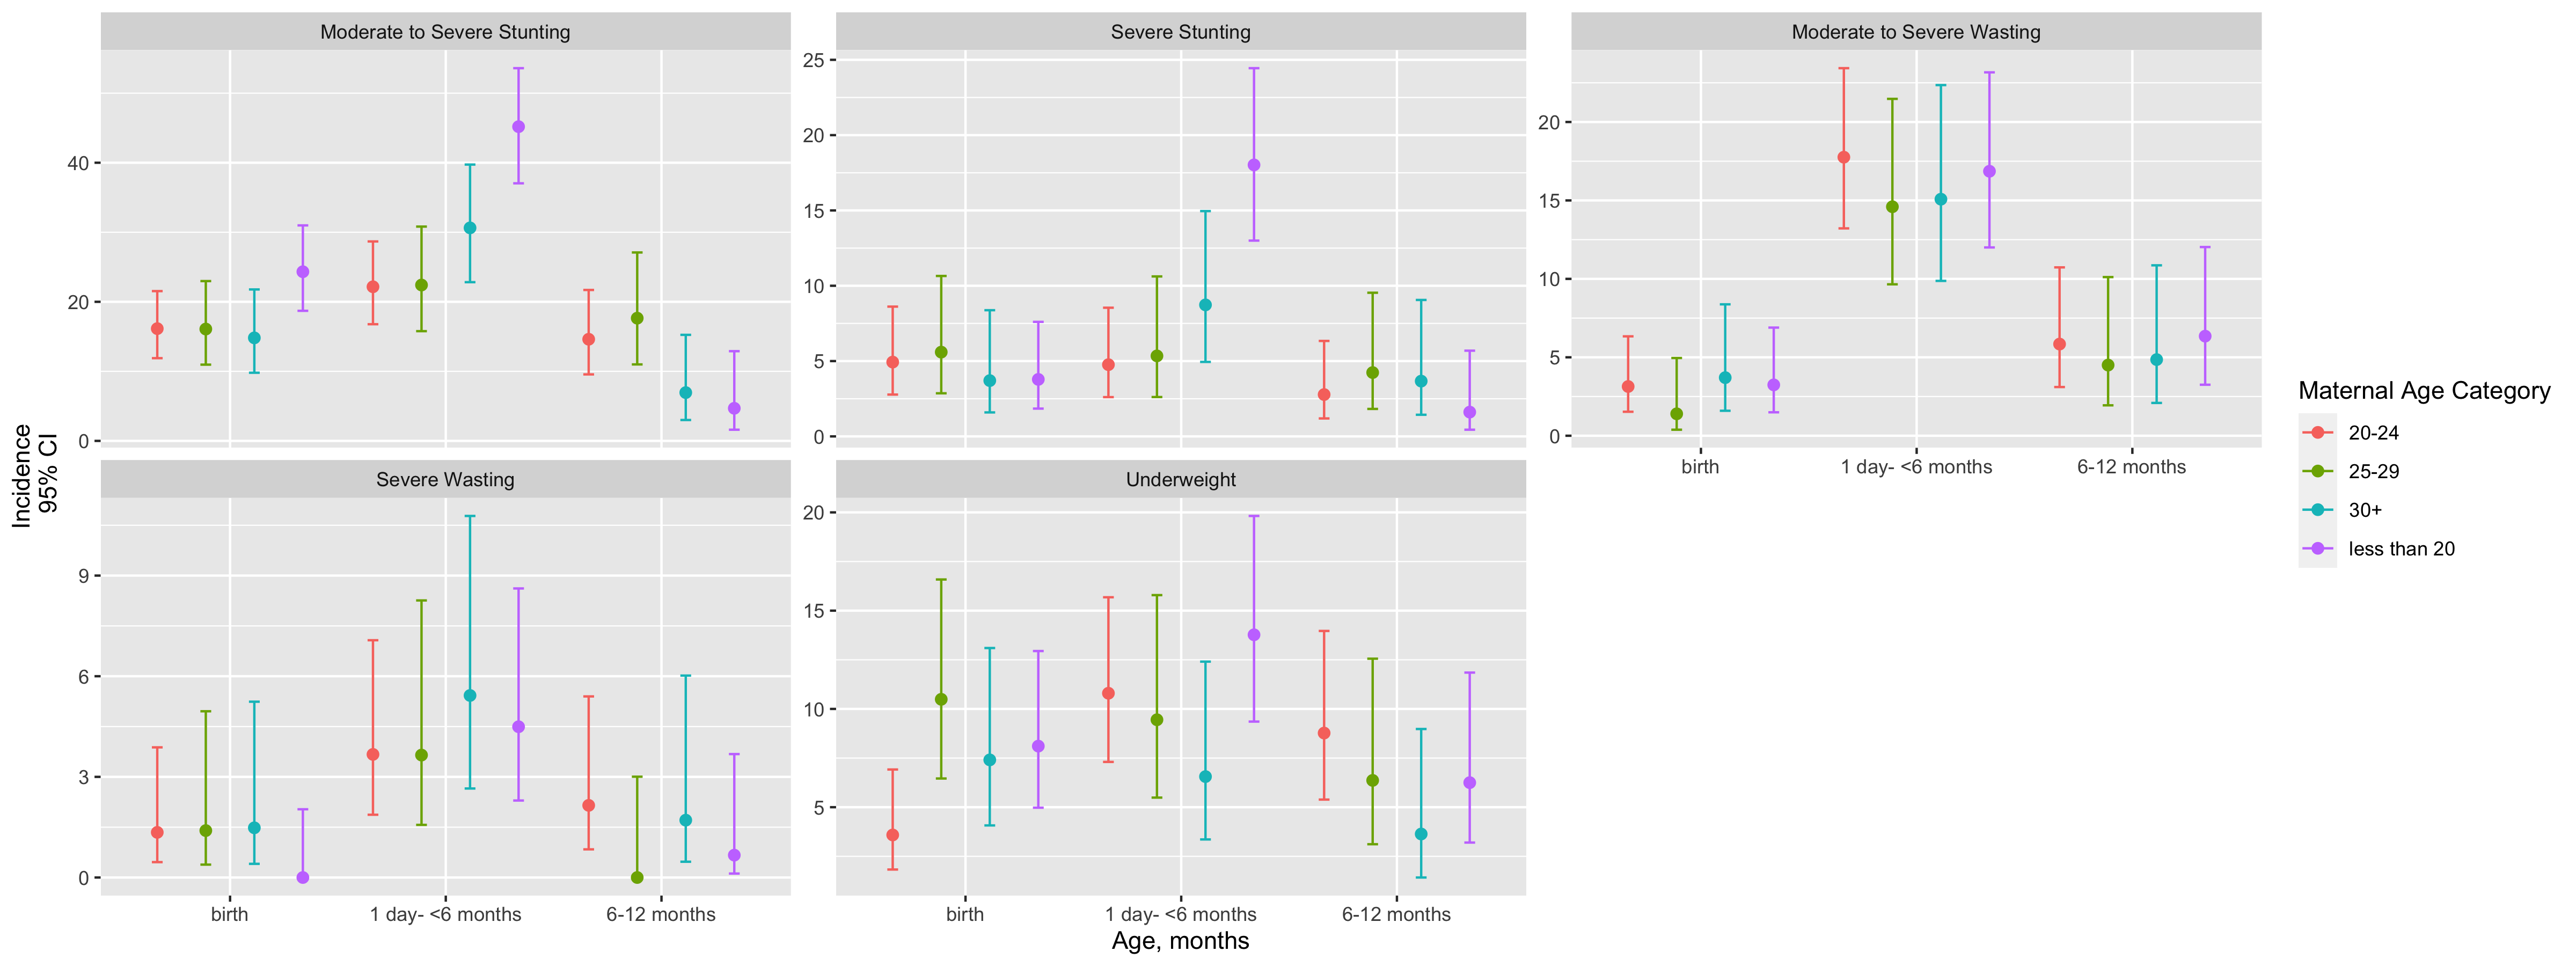 Moderate to Severe Stunting
Severe Stunting
Moderate to Severe Wasting
40
20
0
25
20
15
10
5
0
20
15
10
5
0
birth
1 day- <6 months
6-12 months
Severe Wasting
Underweight
9
6
3
0
20
15
10
5
birth
1 day- <6 months
6-12 months
birth
1 day- <6 months
6-12 months
Incidence
95% CI
Age, months
Maternal Age Category
20-24
25-29
30+
less than 20